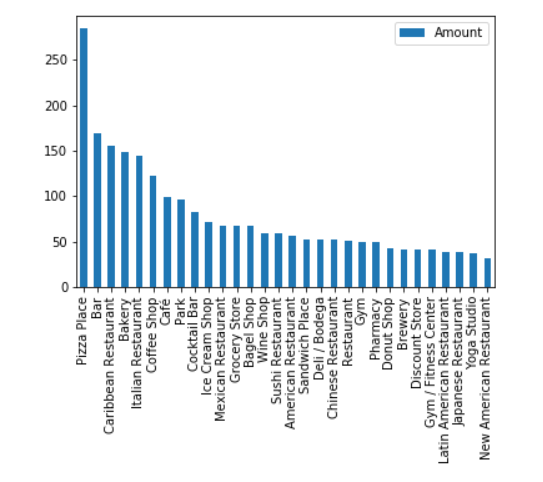 Amount
250
200
150
100
50
0
Pizza Place
Bar
Caribbean Restaurant
Bakery
Italian Restaurant
Coffee Shop
Café
Park
Cocktail Bar
Ice Cream Shop
Mexican Restaurant
Grocery Store
Bagel Shop
Wine Shop
Sushi Restaurant
American Restaurant
Sandwich Place
Deli / Bodega
Chinese Restaurant
Restaurant
Gym
Pharmacy
Donut Shop
Brewery
Discount Store
Gym / Fitness Center
Latin American Restaurant
Japanese Restaurant
Yoga Studio
New American Restaurant